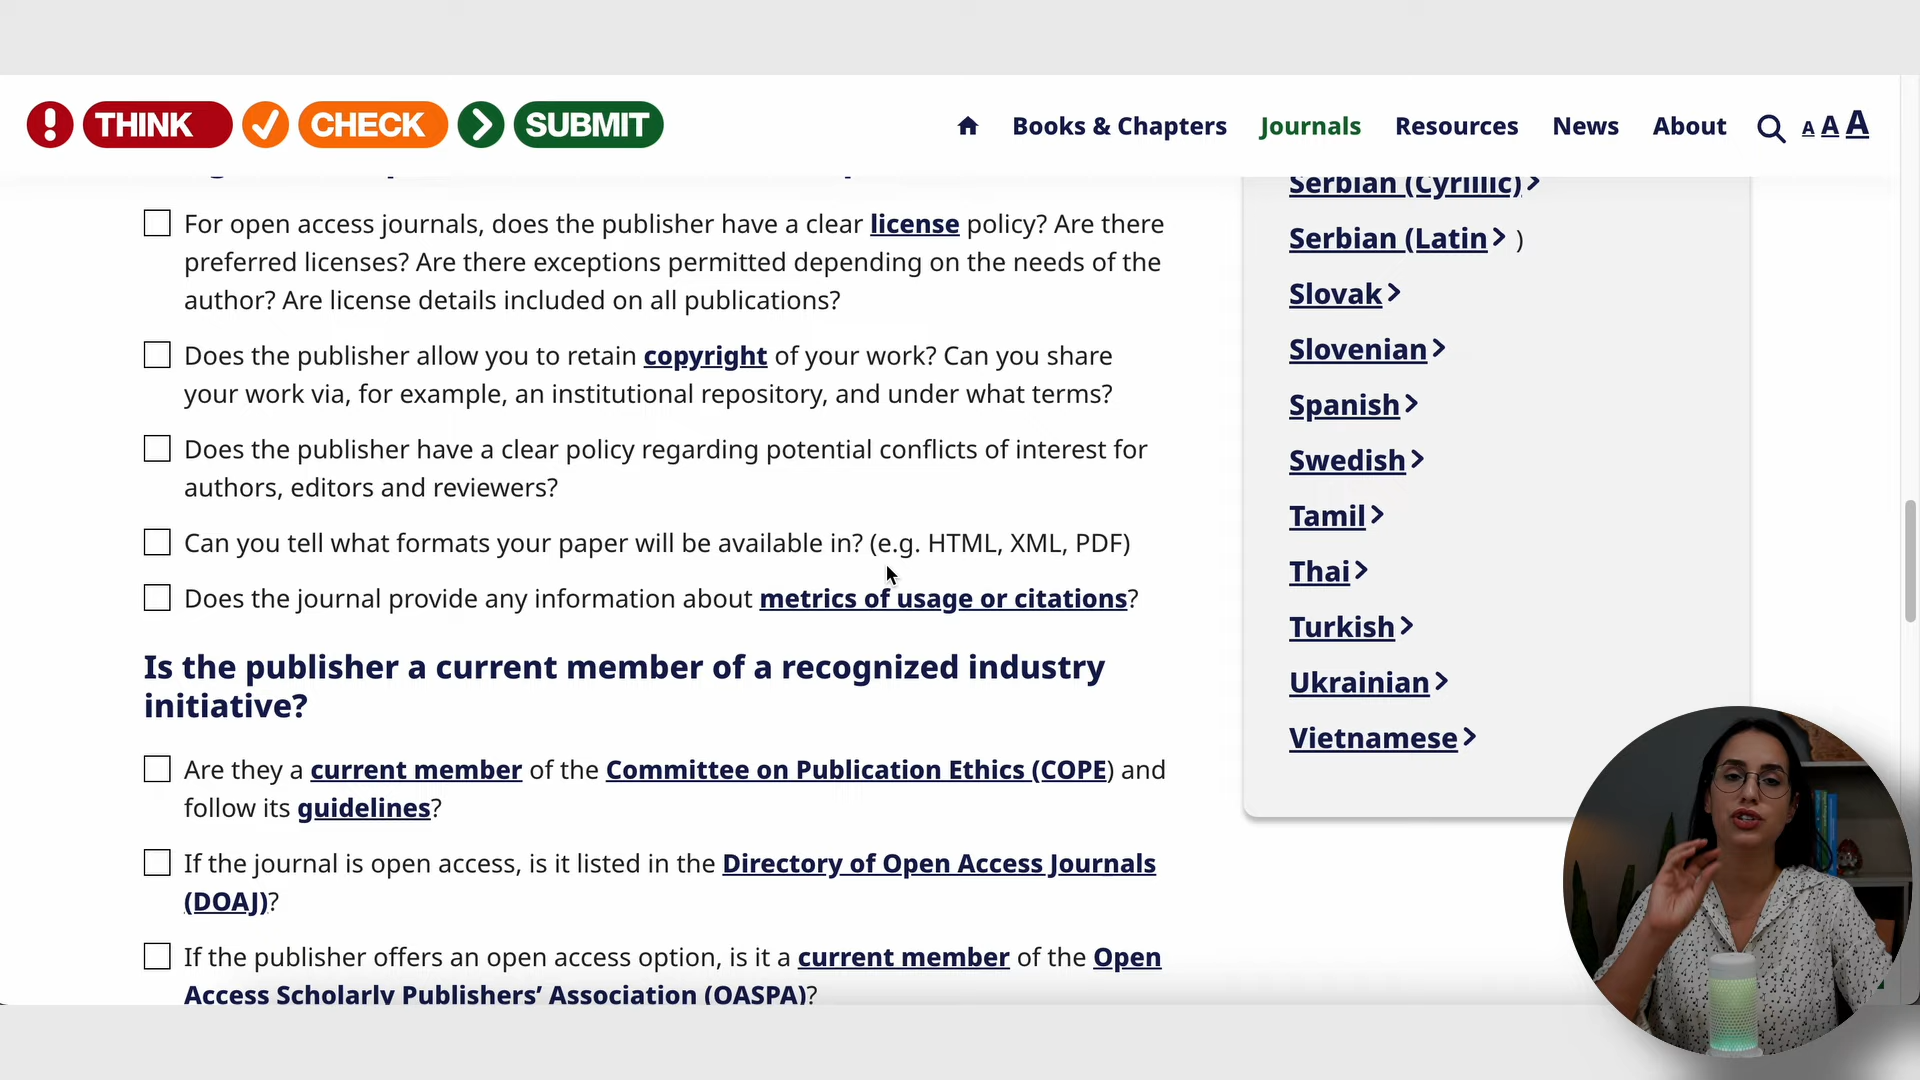 THINK CHECK SUBMIT
Books & Chapters Journals Resources News About A A A
For open access journals, does the publisher have a clear license policy? Are there
preferred licenses? Are there exceptions permitted depending on the needs of the
author? Are license details included on all publications?
Does the publisher allow you to retain copyright of your work? Can you share
your work via, for example, an institutional repository, and under what terms?
Does the publisher have a clear policy regarding potential conflicts of interest for
authors, editors and reviewers?
Can you tell what formats your paper will be available in? (e.g. HTML, XML, PDF)
Does the journal provide any information about metrics of usage or citations?
Is the publisher a current member of a recognized industry
initiative?
Are they a current member of the Committee on Publication Ethics (COPE) and
follow its guidelines?
If the journal is open access, is it listed in the Directory of Open Access Journals
(DOAJ)?
If the publisher offers an open access option, is it a current member of the Open
Access Scholarly Publishers’ Association (OASPA)?
Serbian (Cyrillic)
Serbian (Latin )
Slovak
Slovenian
Spanish
Swedish
Tamil
Thai
Turkish
Ukrainian
Vietnamese